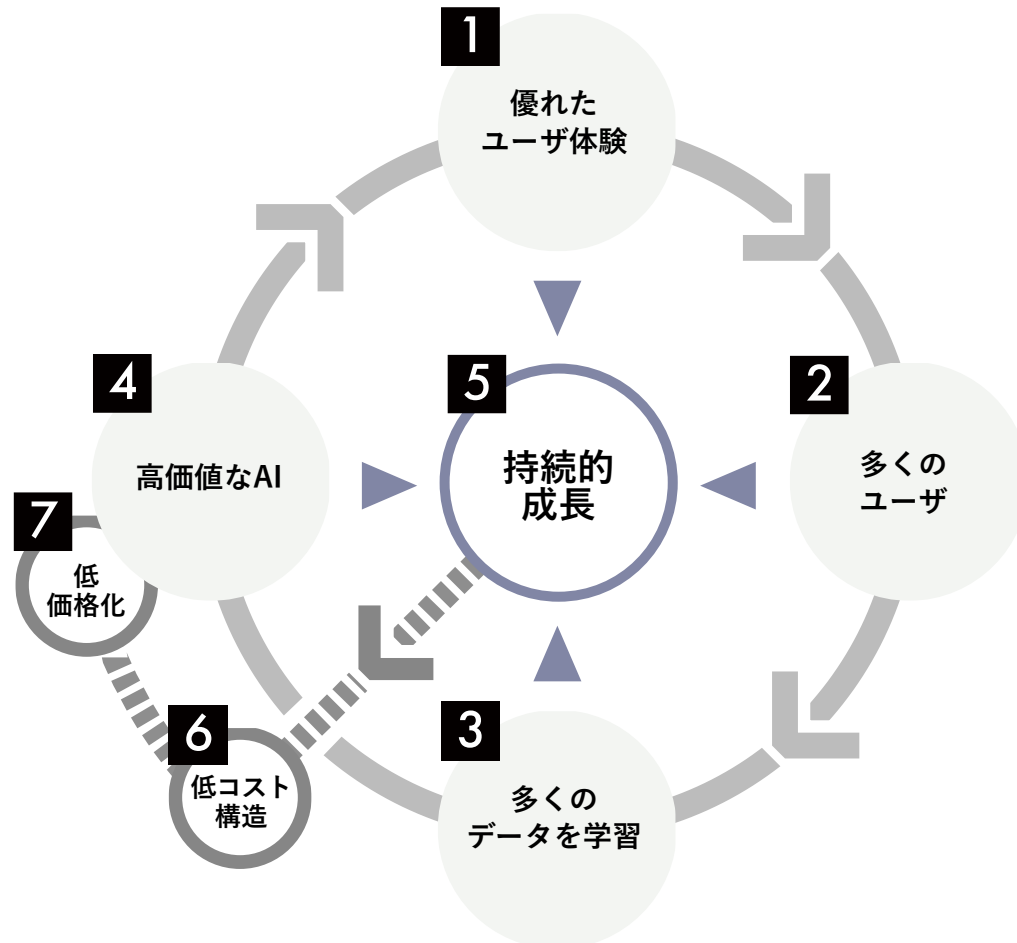 1
優れた
ユーザ体験
2
多くの
ユーザ
3
多くの
データを学習
4
高価値なAI
5
持続的
成長
6
低コスト
構造
7
低
価格化